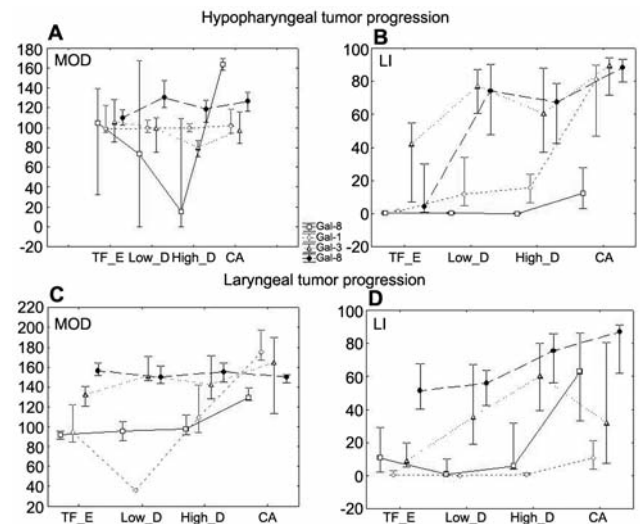 Hypopharyngeal tumor progression
A
MOD
180
160
140
120
100
80
60
40
20
0
-20
TF_E Low_D High_D CA
B
LI
100
80
60
40
20
0
-20
TF_E Low_D High_D CA
Gal-8
Gal-1
Gal-3
Gal-8
Laryngeal tumor progression
C
MOD
220
200
180
160
140
120
100
80
60
40
20
TF_E Low_D High_D CA
D
LI
100
80
60
40
20
0
-20
TF_E Low_D High_D CA